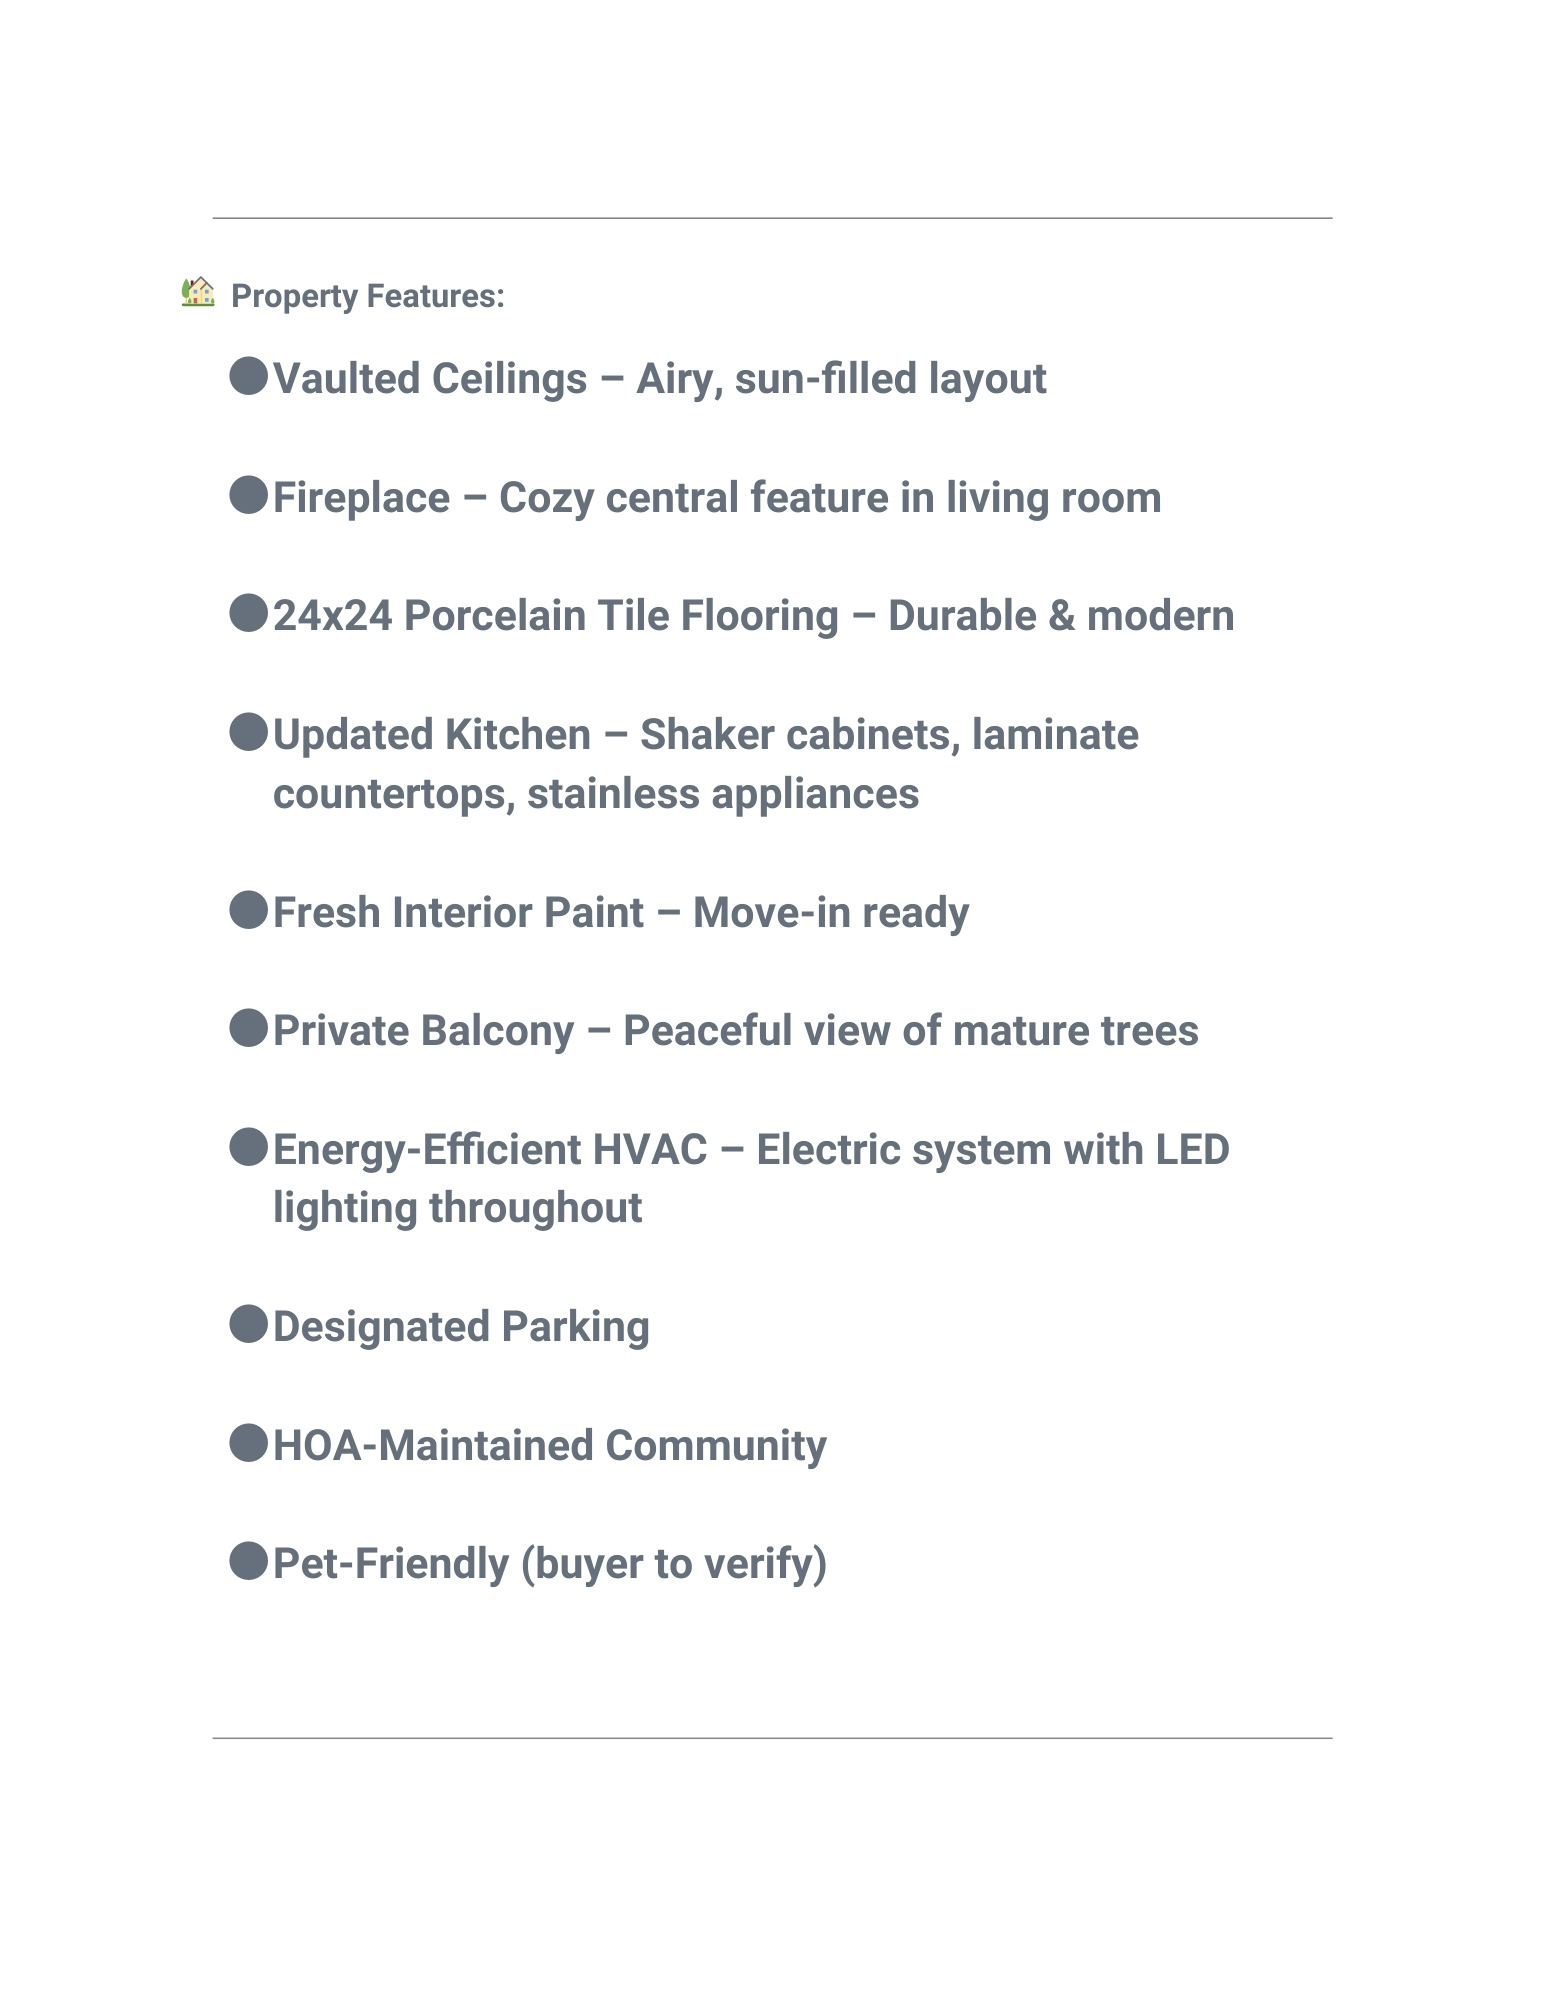 🏡 Property Features:
● Vaulted Ceilings – Airy, sun-filled layout
● Fireplace – Cozy central feature in living room
● 24x24 Porcelain Tile Flooring – Durable & modern
● Updated Kitchen – Shaker cabinets, laminate
countertops, stainless appliances
● Fresh Interior Paint – Move-in ready
● Private Balcony – Peaceful view of mature trees
● Energy-Efficient HVAC – Electric system with LED
lighting throughout
● Designated Parking
● HOA-Maintained Community
● Pet-Friendly (buyer to verify)